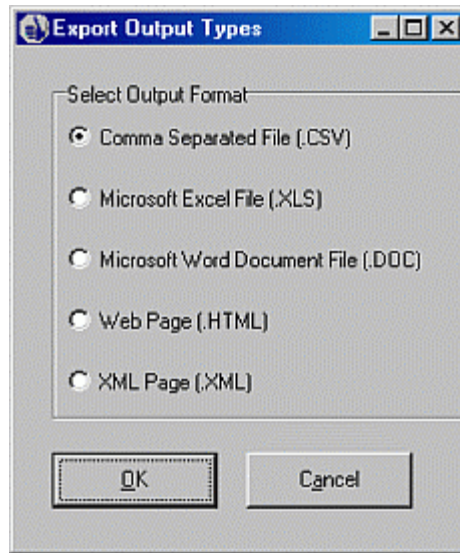 Export Output Types
Select Output Format
Comma Separated File (.CSV)
Microsoft Excel File (.XLS)
Microsoft Word Document File (.DOC)
Web Page (.HTML)
XML Page (.XML)
OK
Cancel